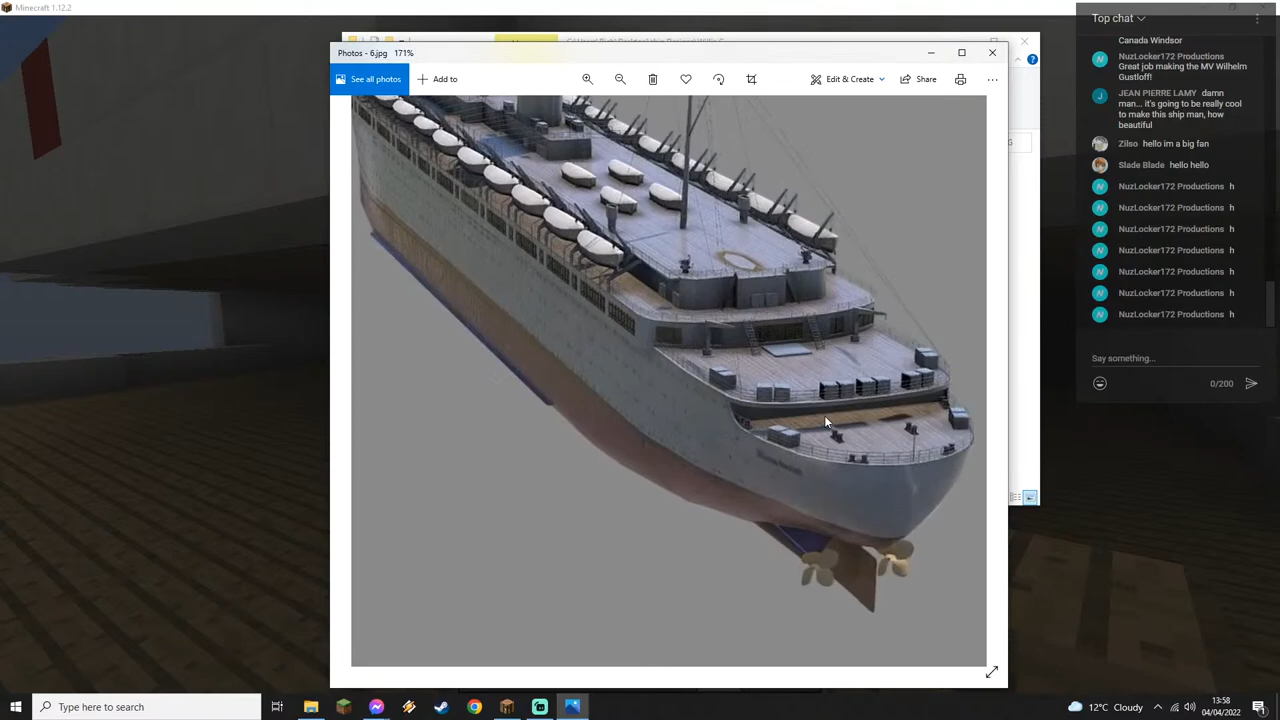 Minecraft 1.12.2
Photos - 6.jpg 171%
See all photos
Add to
Edit & Create
Share
Top chat
Canada Windsor
NuzLocker172 Productions
Great job making the MV Wilhelm
Gustloff!
JEAN PIERRE LAMY damn
man... it's going to be really cool
to make this ship man, how
beautiful
Zilso hello im a big fan
Slade Blade hello hello
NuzLocker172 Productions h
NuzLocker172 Productions h
NuzLocker172 Productions h
NuzLocker172 Productions h
NuzLocker172 Productions h
NuzLocker172 Productions h
NuzLocker172 Productions h
Say something...
0/200
Type here to search
12°C Cloudy
13:58
04/04/2022